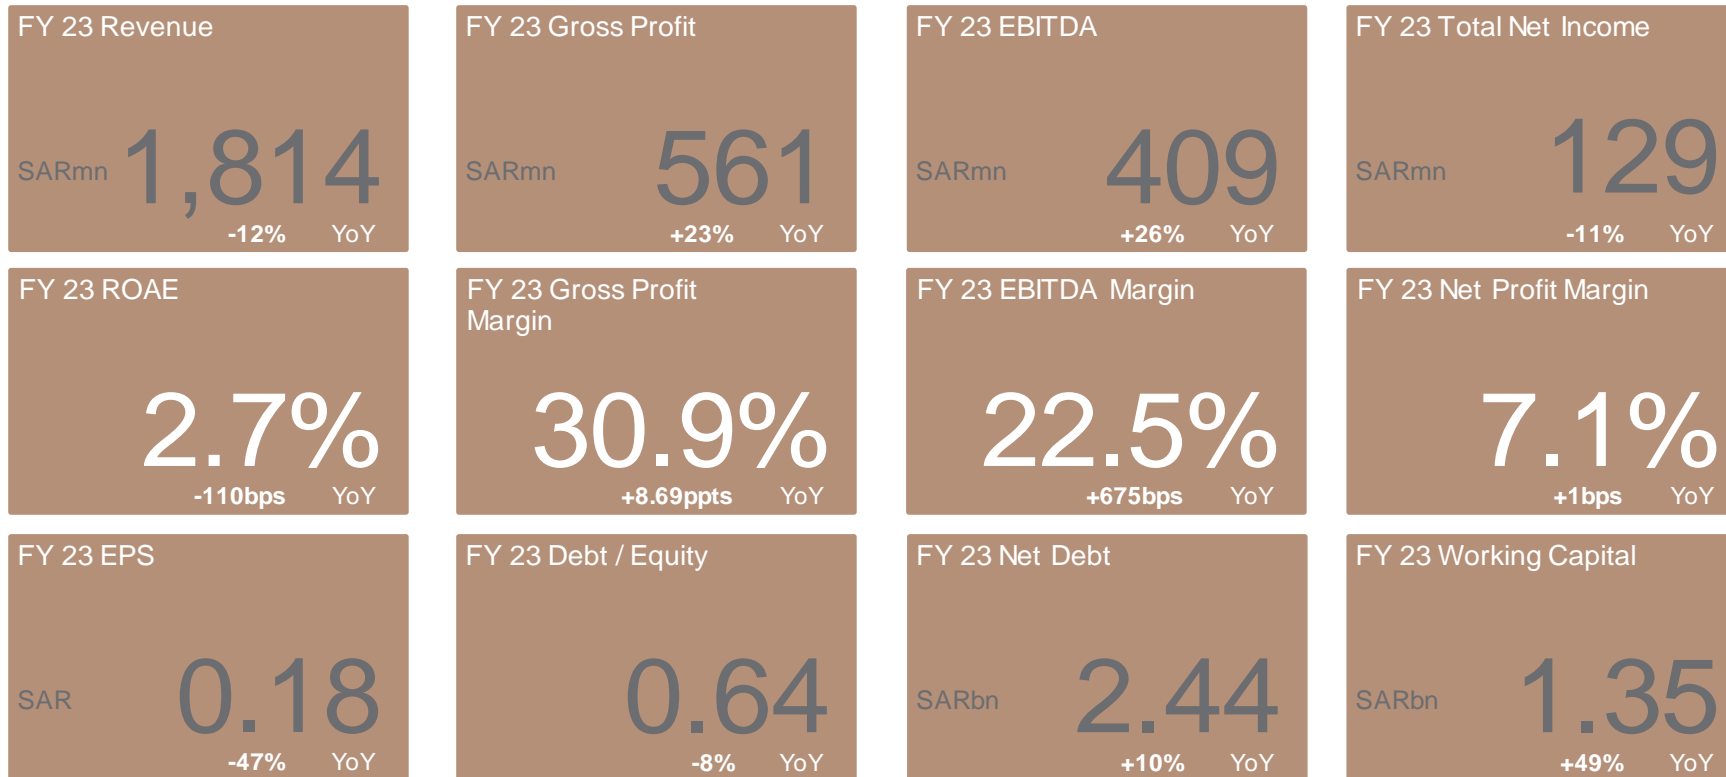 FY 23 Revenue
SARmn 1,814
-12% YoY
FY 23 Gross Profit
SARmn 561
+23% YoY
FY 23 EBITDA
SARmn 409
+26% YoY
FY 23 Total Net Income
SARmn 129
-11% YoY
FY 23 ROAE
2.7%
-110bps YoY
FY 23 Gross Profit
Margin
30.9%
+8.69ppts YoY
FY 23 EBITDA Margin
22.5%
+675bps YoY
FY 23 Net Profit Margin
7.1%
+1bps YoY
FY 23 EPS
SAR 0.18
-47% YoY
FY 23 Debt / Equity
0.64
-8% YoY
FY 23 Net Debt
SARbn 2.44
+10% YoY
FY 23 Working Capital
SARbn 1.35
+49% YoY